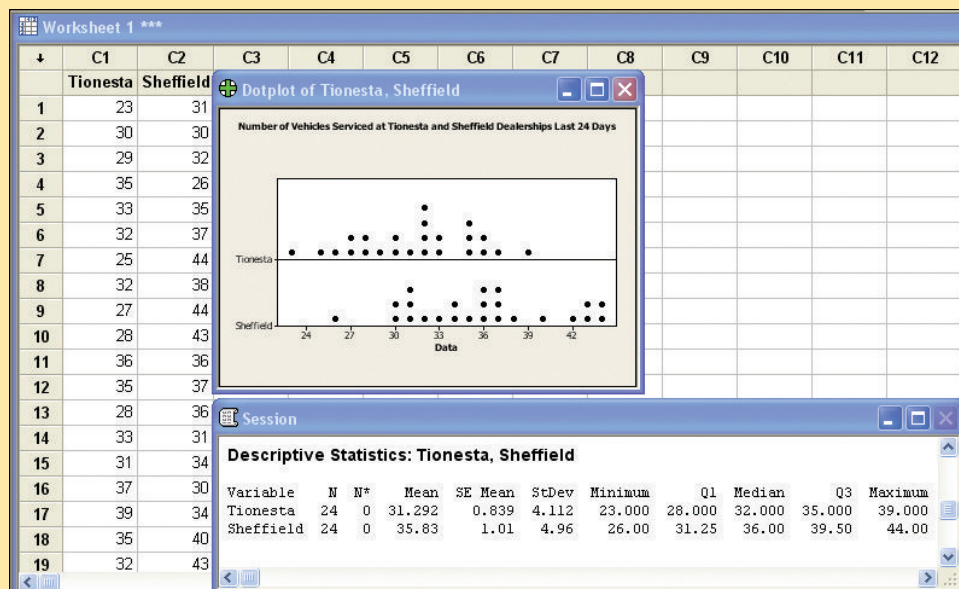 Worksheet 1 ***
↓ C1 C2 C3 C4 C5 C6 C7 C8 C9 C10 C11 C12
Tionesta Sheffield
1 23 31
2 30 30
3 29 32
4 35 26
5 33 35
6 32 37
7 25 44
8 32 38
9 27 44
10 28 43
11 36 36
12 35 37
13 28 36
14 33 31
15 31 34
16 37 30
17 39 34
18 35 40
19 32 43
Dotplot of Tionesta, Sheffield
Number of Vehicles Serviced at Tionesta and Sheffield Dealerships Last 24 Days
Tionesta
Sheffield
24 27 30 33 36 39 42
Data
Session
Descriptive Statistics: Tionesta, Sheffield
Variable N N* Mean SE Mean StDev Minimum Q1 Median Q3 Maximum
Tionesta 24 0 31.292 0.839 4.112 23.000 28.000 32.000 35.000 39.000
Sheffield 24 0 35.83 1.01 4.96 26.00 31.25 36.00 39.50 44.00